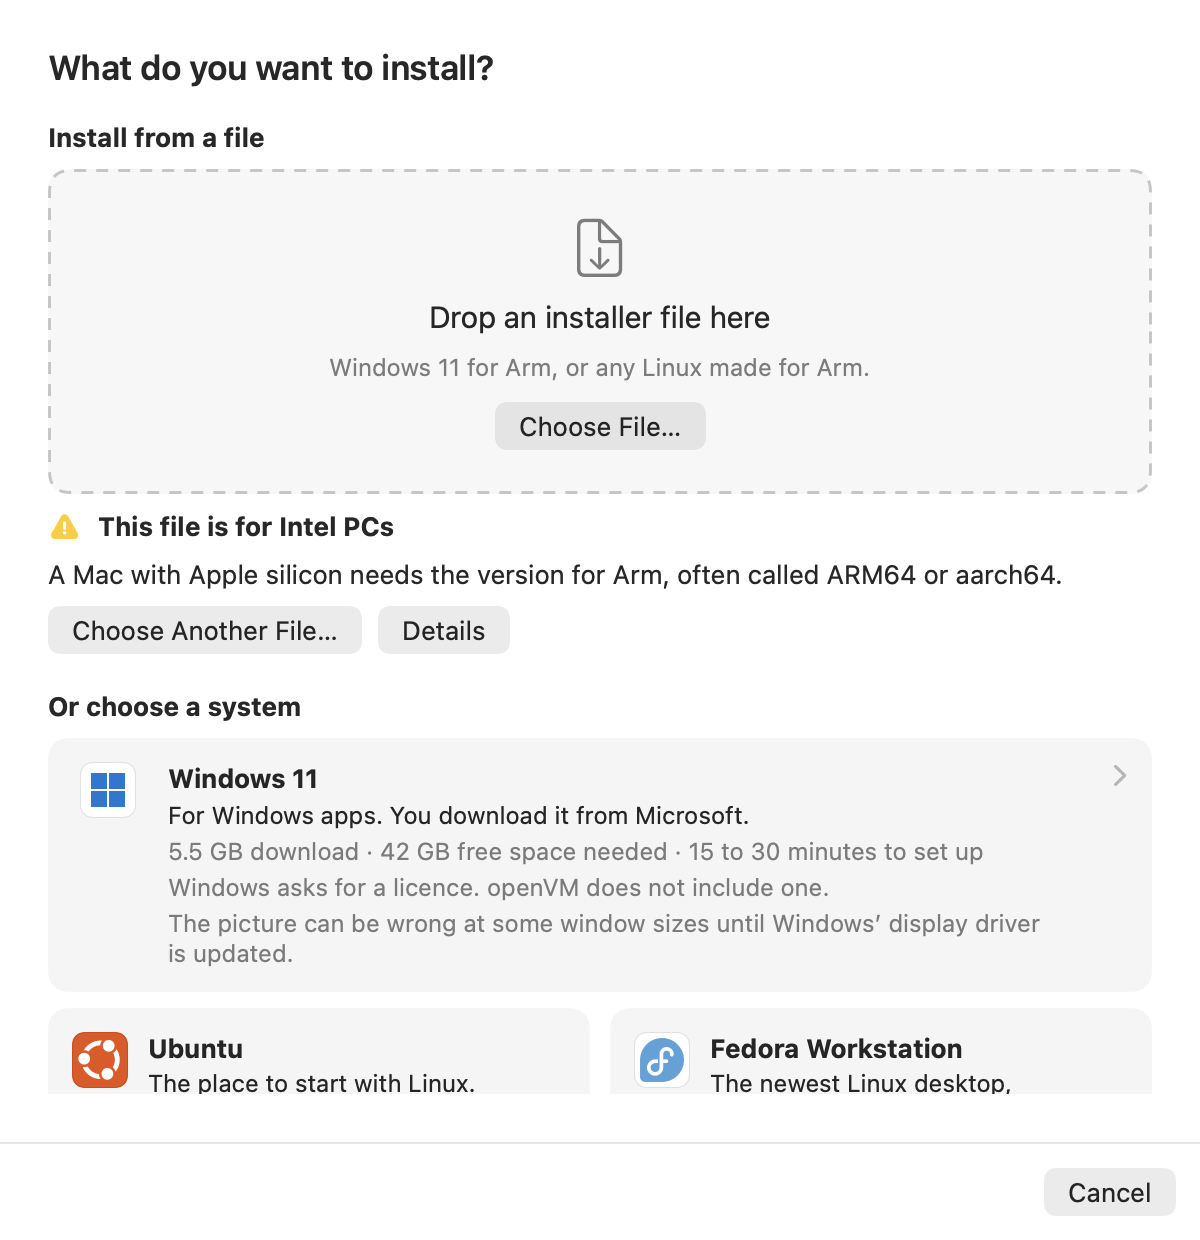 What do you want to install?
Install from a file
Drop an installer file here
Windows 11 for Arm, or any Linux made for Arm.
Choose File...
This file is for Intel PCs
A Mac with Apple silicon needs the version for Arm, often called ARM64 or aarch64.
Choose Another File...
Details
Or choose a system
Windows 11
For Windows apps. You download it from Microsoft.
5.5 GB download · 42 GB free space needed · 15 to 30 minutes to set up
Windows asks for a licence. openVM does not include one.
The picture can be wrong at some window sizes until Windows’ display driver
is updated.
Ubuntu
The place to start with Linux.
Fedora Workstation
The newest Linux desktop,
Cancel